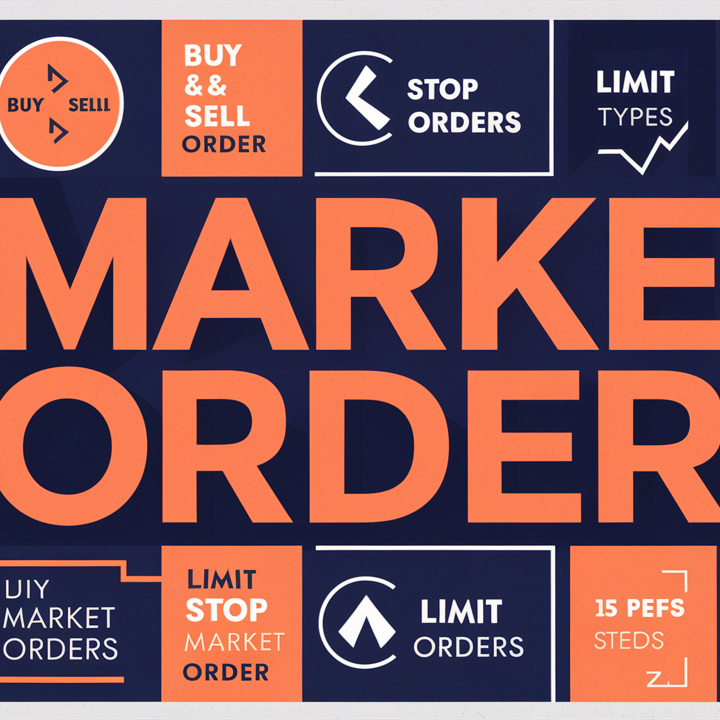 BUY SELLL
BUY
&&
SELL
ORDER
STOP
ORDERS
LIMIT
TYPES
MARKE
ORDER
UIY
MARKET
ORDERS
LIMIT
STOP
MARKET
ORDER
LIMIT
ORDERS
15 PEFS
STEDS
Z.